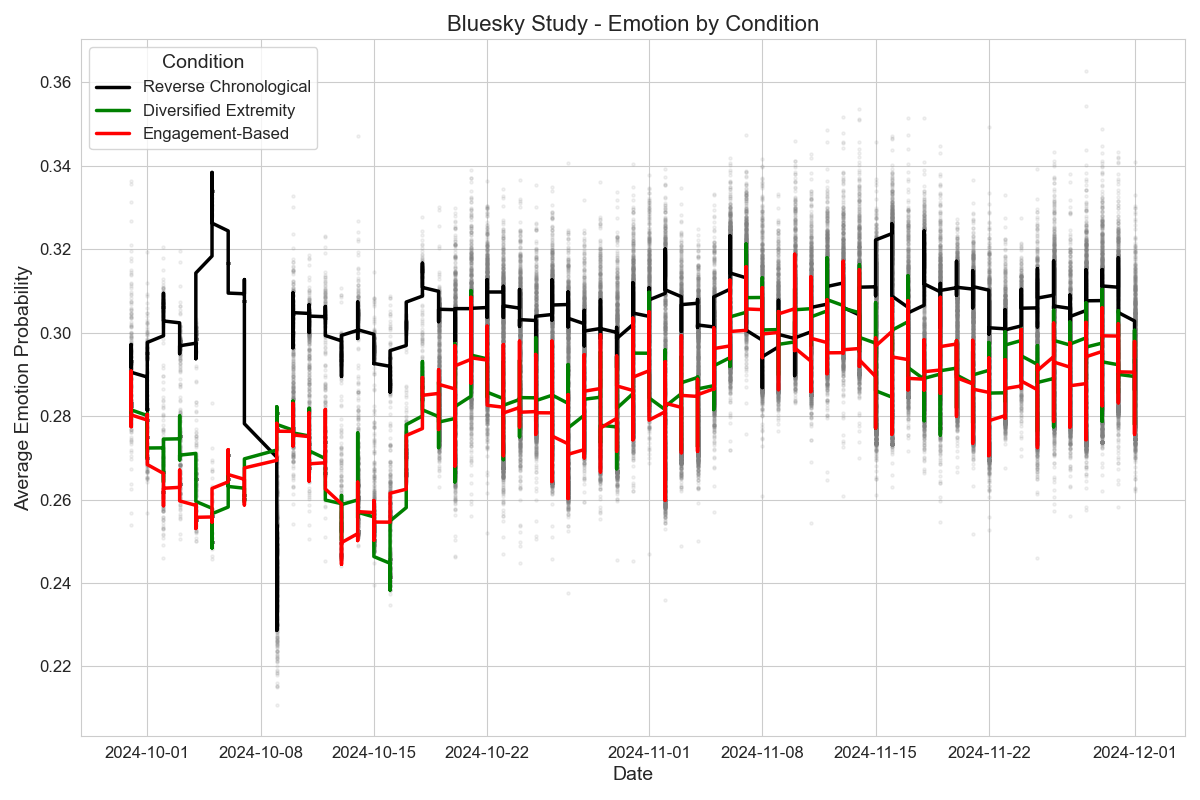 Bluesky Study - Emotion by Condition
Condition
Reverse Chronological
Diversified Extremity
Engagement-Based
Average Emotion Probability
0.36
0.34
0.32
0.30
0.28
0.26
0.24
0.22
2024-10-01
2024-10-08
2024-10-15
2024-10-22
2024-11-01
2024-11-08
2024-11-15
2024-11-22
2024-12-01
Date